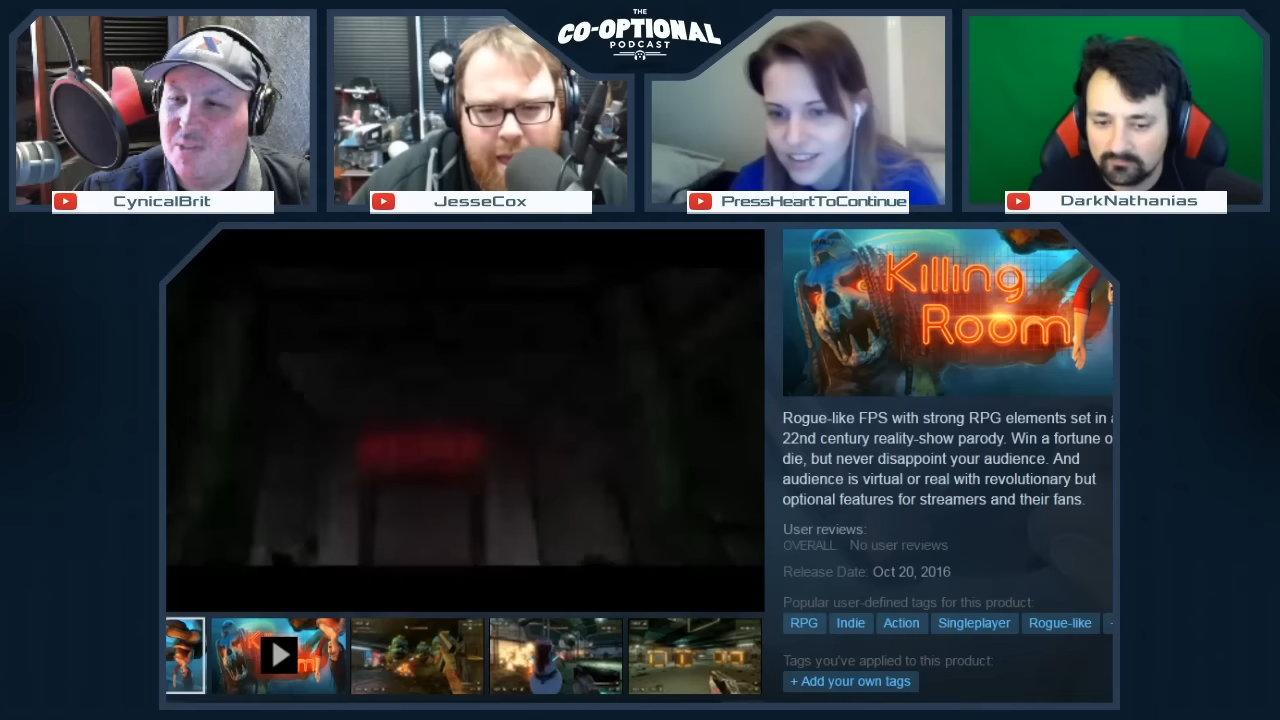 THE
CO-OPTIONAL
PODCAST
CynicalBrit
JesseCox
PressHeartToContinue
DarkNathanias
Killing
Room
Rogue-like FPS with strong RPG elements set in a
22nd century reality-show parody. Win a fortune o
die, but never disappoint your audience. And
audience is virtual or real with revolutionary but
optional features for streamers and their fans.
User reviews:
OVERALL No user reviews
Release Date: Oct 20, 2016
Popular user-defined tags for this product:
RPG Indie Action Singleplayer Rogue-like
Tags you've applied to this product:
+ Add your own tags